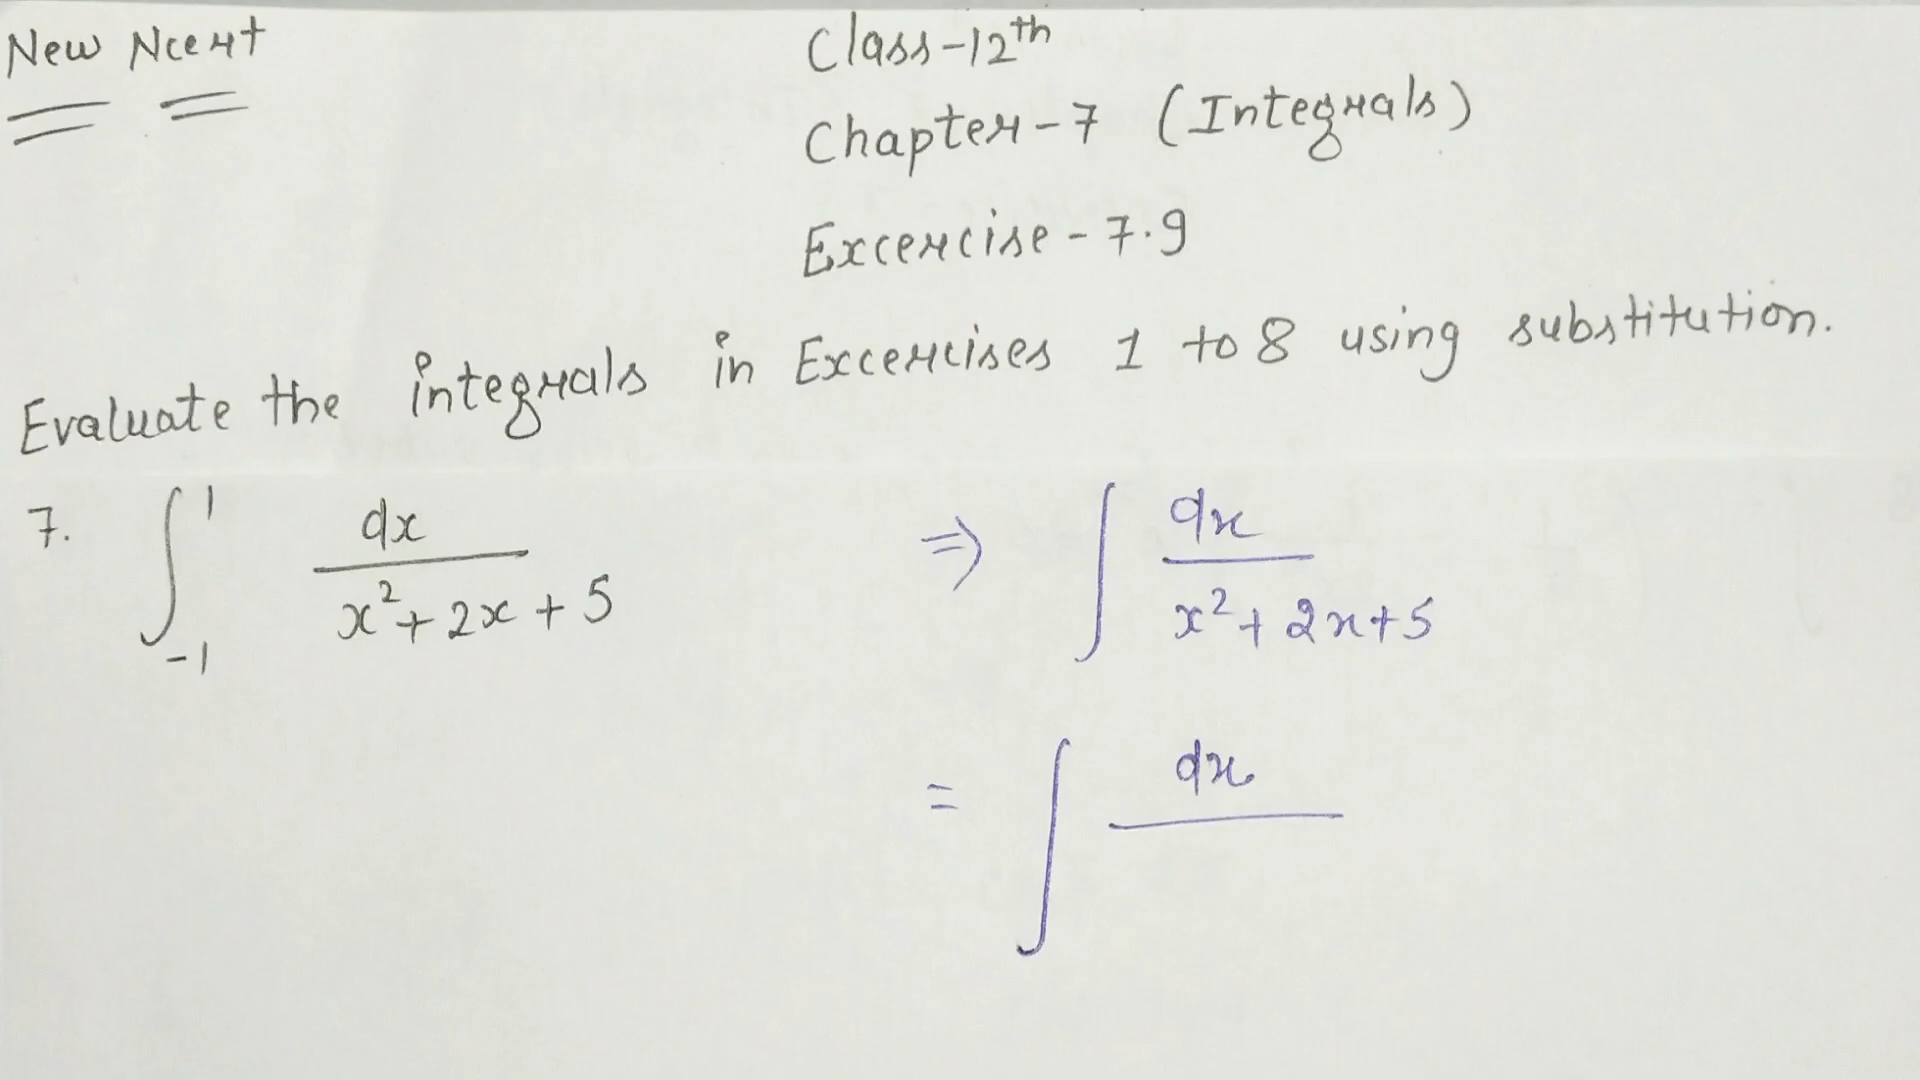 New Ncert
Class-12th
Chapter-7 (Integrals)
Excercise-7.9
Evaluate the integrals in Excercises 1 to 8 using substitution.
7. ∫₋₁¹ dx / (x² + 2x + 5) ⇒ ∫ dx / (x² + 2x + 5)
= ∫ dx /